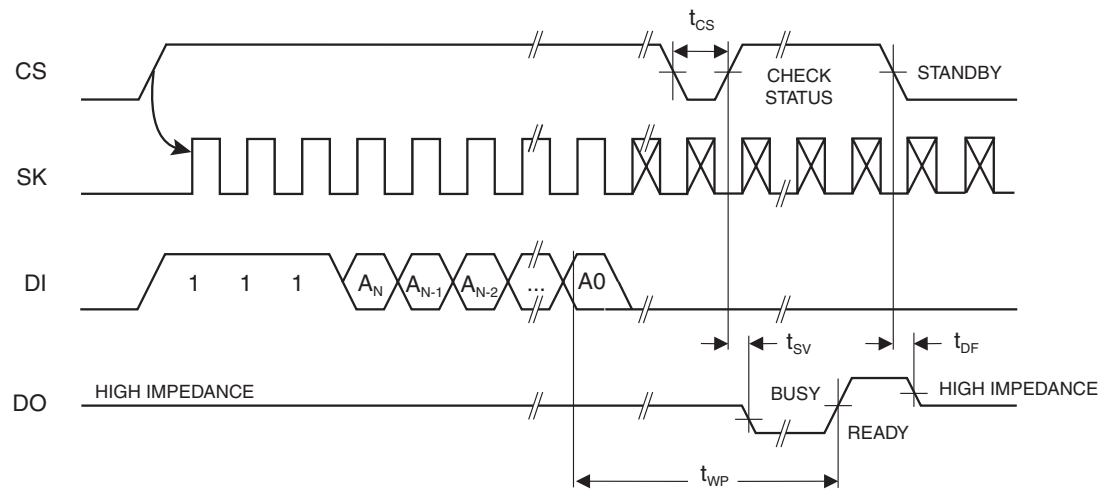 t_CS
CS
CHECK
STATUS
STANDBY
SK
DI
1 1 1 A_N A_N-1 A_N-2 ... A0
t_SV
t_DF
DO
HIGH IMPEDANCE
BUSY
HIGH IMPEDANCE
READY
t_WP